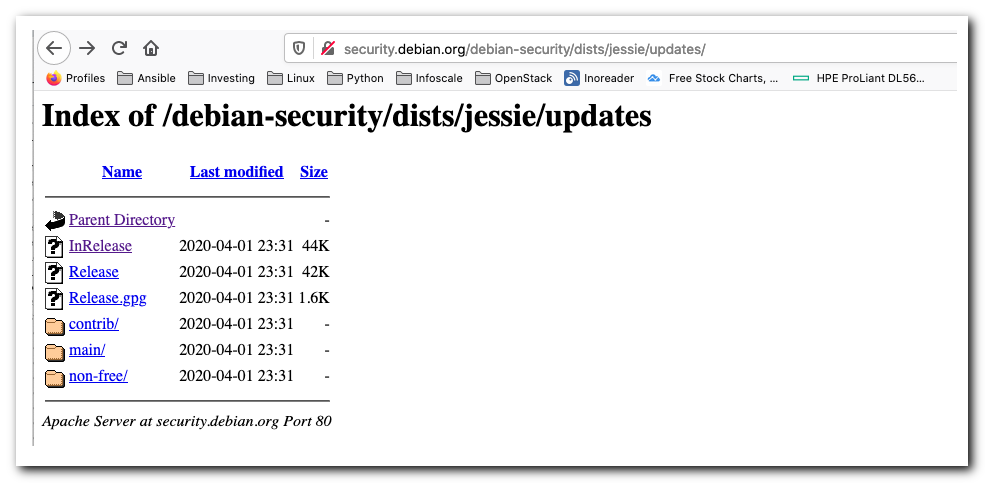 security.debian.org/debian-security/dists/jessie/updates/
Profiles Ansible Investing Linux Python Infoscale OpenStack Inoreader Free Stock Charts, ... HPE ProLiant DL56...
Index of /debian-security/dists/jessie/updates
Name Last modified Size
Parent Directory -
InRelease 2020-04-01 23:31 44K
Release 2020-04-01 23:31 42K
Release.gpg 2020-04-01 23:31 1.6K
contrib/ 2020-04-01 23:31 -
main/ 2020-04-01 23:31 -
non-free/ 2020-04-01 23:31 -
Apache Server at security.debian.org Port 80